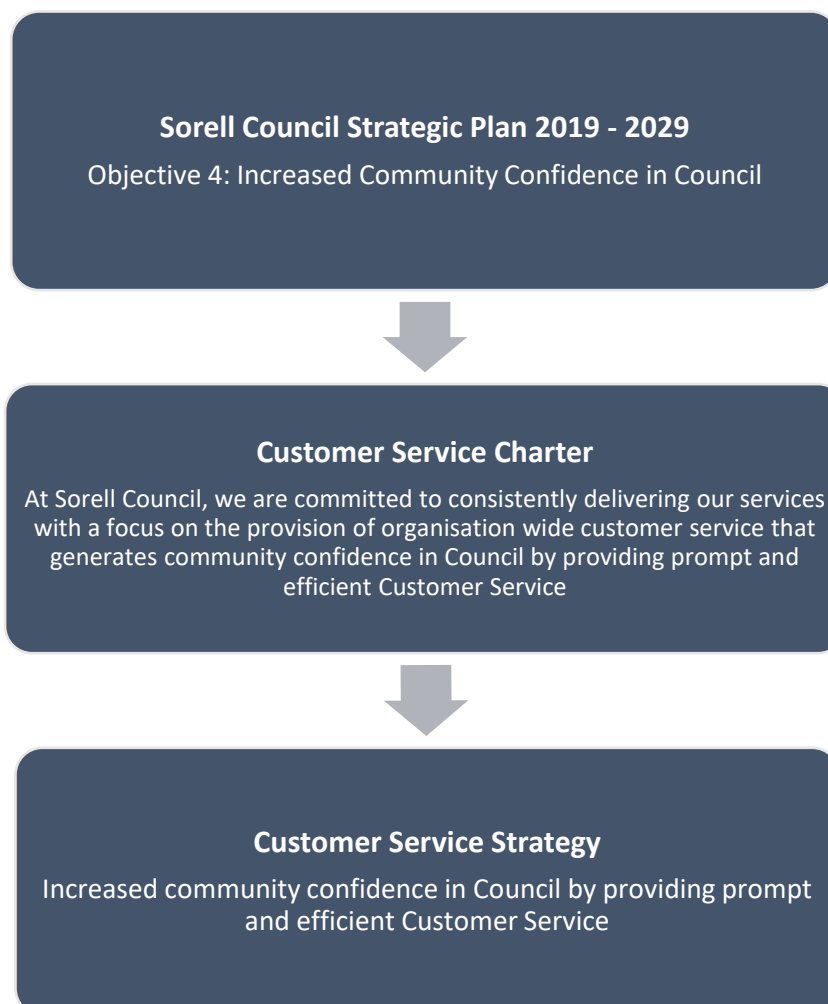 Sorell Council Strategic Plan 2019 - 2029
Objective 4: Increased Community Confidence in Council
Customer Service Charter
At Sorell Council, we are committed to consistently delivering our services
with a focus on the provision of organisation wide customer service that
generates community confidence in Council by providing prompt and
efficient Customer Service
Customer Service Strategy
Increased community confidence in Council by providing prompt
and efficient Customer Service